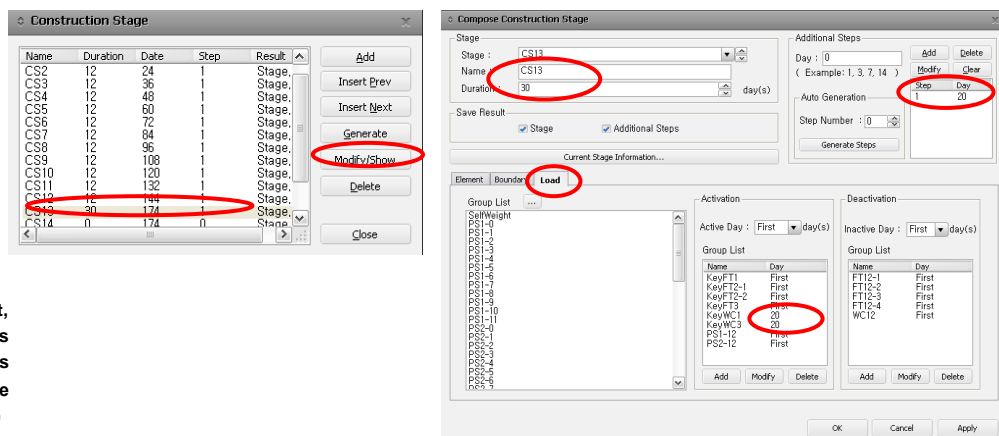 Construction Stage
Name Duration Date Step Result
CS2 12 24 1 Stage,
CS3 12 36 1 Stage,
CS4 12 48 1 Stage,
CS5 12 60 1 Stage,
CS6 12 72 1 Stage,
CS7 12 84 1 Stage,
CS8 12 96 1 Stage,
CS9 12 108 1 Stage,
CS10 12 120 1 Stage,
CS11 12 132 1 Stage,
CS12 12 144 1 Stage,
CS13 30 174 1 Stage,
CS14 0 174 0 Stage,
Add
Insert Prev
Insert Next
Generate
Modify/Show
Delete
Close
t,
s
s
e
Compose Construction Stage
Stage
Stage : CS13
Name : CS13
Duration : 30 day(s)
Save Result
Stage Additional Steps
Current Stage Information...
Additional Steps
Day : 0
( Example: 1, 3, 7, 14 )
Add Delete
Modify Clear
Step Day
1 20
Auto Generation
Step Number : 0
Generate Steps
Element Boundary Load
Group List ...
SelfWeight
PS1-0
PS1-1
PS1-2
PS1-3
PS1-4
PS1-5
PS1-6
PS1-7
PS1-8
PS1-9
PS1-10
PS1-11
PS2-0
PS2-1
PS2-2
PS2-3
PS2-4
PS2-5
PS2-6
PS2-7
Activation
Active Day : First day(s)
Group List
Name Day
KeyFT1 First
KeyFT2-1 First
KeyFT2-2 First
KeyFT3 First
KeyWC1 20
KeyWC3 20
PS1-12 First
PS2-12 First
Add Modify Delete
Deactivation
Inactive Day : First day(s)
Group List
Name Day
FT12-1 First
FT12-2 First
FT12-3 First
FT12-4 First
WC12 First
Add Modify Delete
OK Cancel Apply